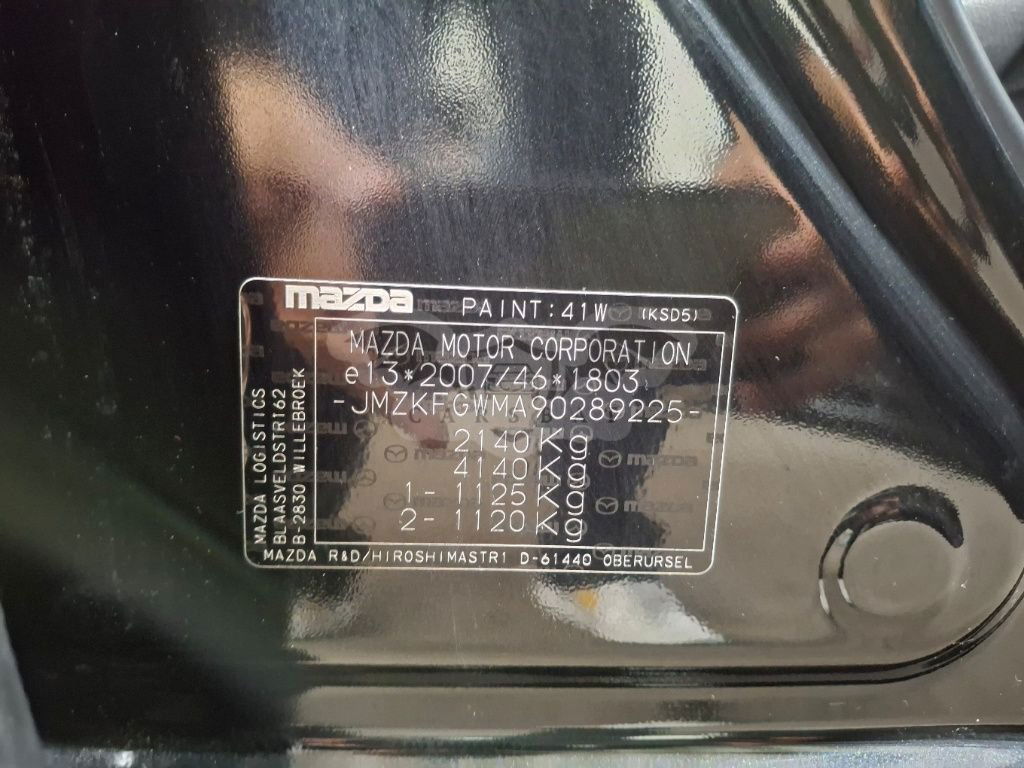 mazda PAINT:41W (KSD5)
MAZDA MOTOR CORPORATION
e13*2007/46*1803
-JMZKFGWMA90289225-
2140 Kg
4140 Kg
1- 1125 Kg
2- 1120 Kg
MAZDA LOGISTICS
BLAASVELDSTR162
B-2830 WILLEBROEK
MAZDA R&D/HIROSHIMASTR1 D-61440 OBERURSEL